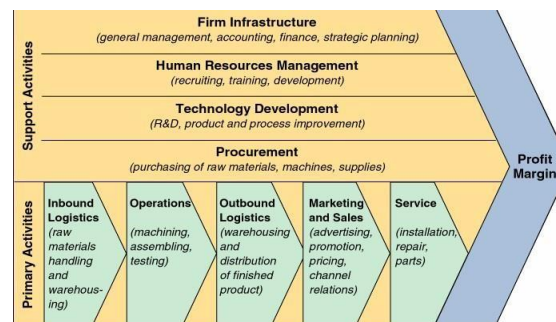 Support Activities
Firm Infrastructure
(general management, accounting, finance, strategic planning)
Human Resources Management
(recruiting, training, development)
Technology Development
(R&D, product and process improvement)
Procurement
(purchasing of raw materials, machines, supplies)
Profit
Margin
Primary Activities
Inbound
Logistics
(raw
materials
handling
and
warehous-
ing)
Operations
(machining,
assembling,
testing)
Outbound
Logistics
(warehousing
and
distribution
of finished
product)
Marketing
and Sales
(advertising,
promotion,
pricing,
channel
relations)
Service
(installation,
repair,
parts)